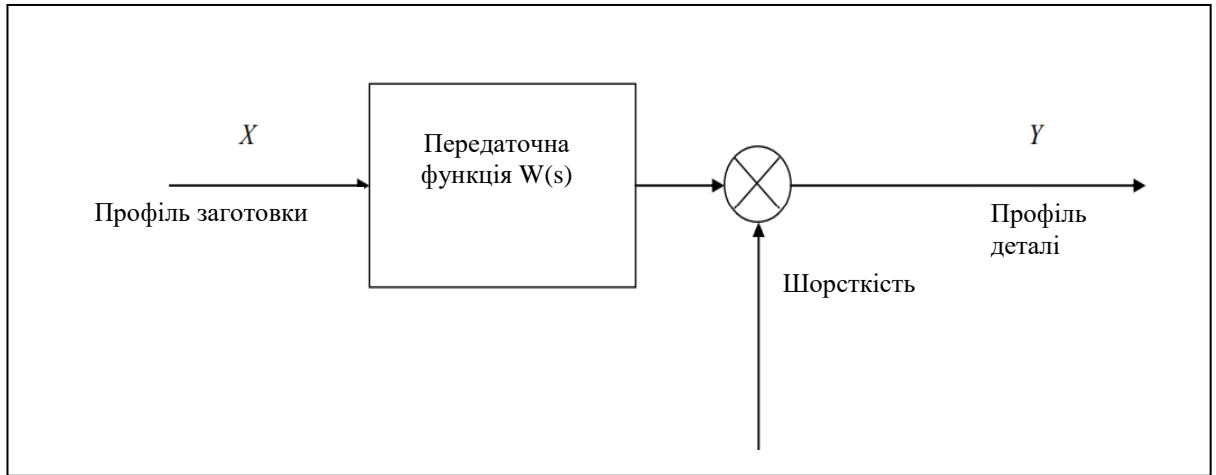 X
Передаточна
функція W(s)
Y
Профіль заготовки
Профіль
деталі
Шорсткість